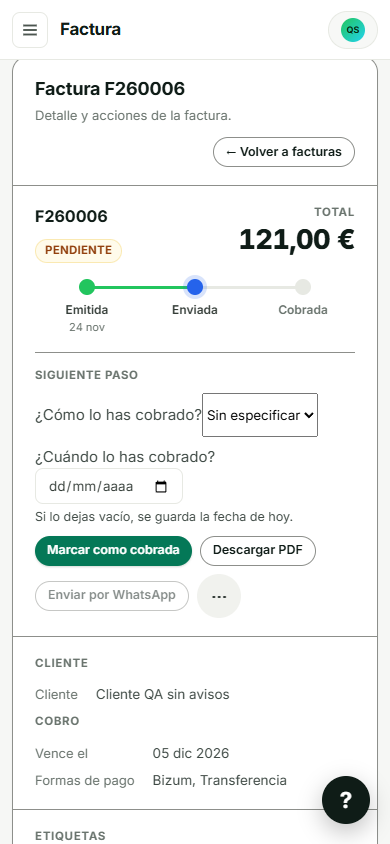 Factura
QS
Factura F260006
Detalle y acciones de la factura.
← Volver a facturas
F260006
TOTAL
PENDIENTE
121,00 €
Emitida
Enviada
Cobrada
24 nov
SIGUIENTE PASO
¿Cómo lo has cobrado? Sin especificar
¿Cuándo lo has cobrado?
dd/mm/aaaa
Si lo dejas vacío, se guarda la fecha de hoy.
Marcar como cobrada
Descargar PDF
Enviar por WhatsApp
...
CLIENTE
Cliente Cliente QA sin avisos
COBRO
Vence el 05 dic 2026
Formas de pago Bizum, Transferencia
?
ETIQUETAS